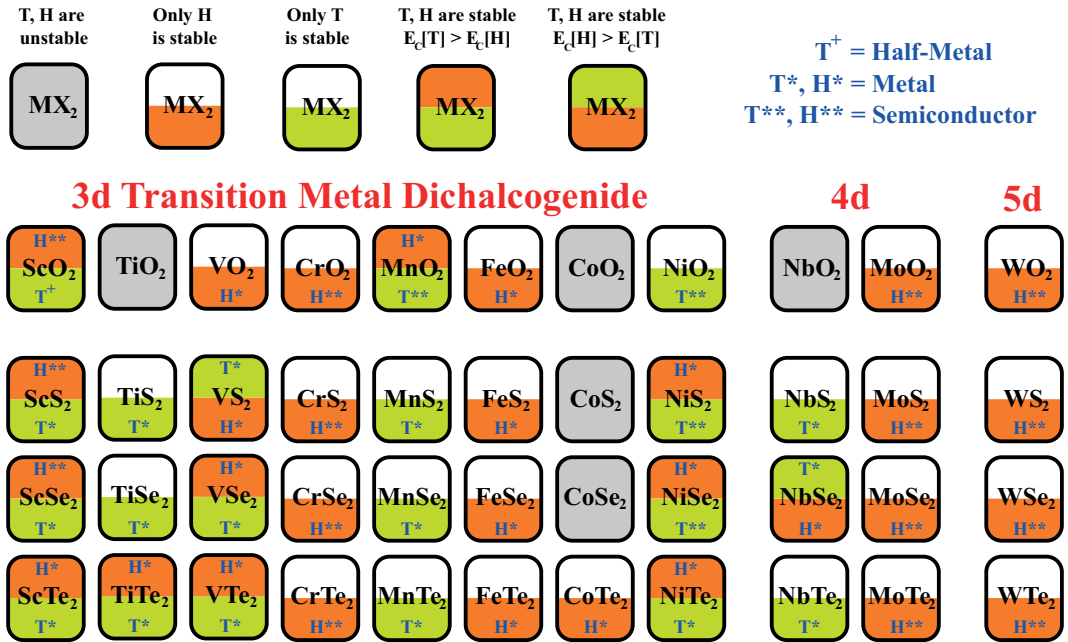 T, H are unstable
Only H is stable
Only T is stable
T, H are stable E_C[T] > E_C[H]
T, H are stable E_C[H] > E_C[T]
MX₂ MX₂ MX₂ MX₂ MX₂
T⁺ = Half-Metal
T*, H* = Metal
T**, H** = Semiconductor
3d Transition Metal Dichalcogenide 4d 5d
H** H*
ScO₂ TiO₂ VO₂ CrO₂ MnO₂ FeO₂ CoO₂ NiO₂ NbO₂ MoO₂ WO₂
T⁺ H* H** T** H* T** H** H**
H** T* H*
ScS₂ TiS₂ VS₂ CrS₂ MnS₂ FeS₂ CoS₂ NiS₂ NbS₂ MoS₂ WS₂
T* T* H* H** T* H* T** T* H** H**
H** H* H* T*
ScSe₂ TiSe₂ VSe₂ CrSe₂ MnSe₂ FeSe₂ CoSe₂ NiSe₂ NbSe₂ MoSe₂ WSe₂
T* T* T* H** T* H* T** H* H** H**
H* H* H* H*
ScTe₂ TiTe₂ VTe₂ CrTe₂ MnTe₂ FeTe₂ CoTe₂ NiTe₂ NbTe₂ MoTe₂ WTe₂
T* T* T* H** T* H* H* T* T* H** H**